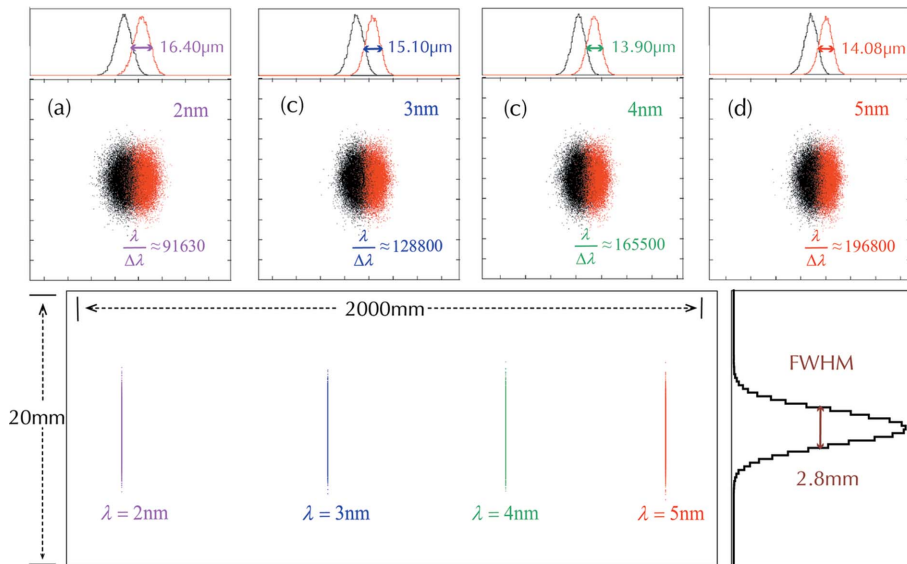 16.40μm
(a)
2nm
λ/Δλ ≈91630
15.10μm
(c)
3nm
λ/Δλ ≈128800
13.90μm
(c)
4nm
λ/Δλ ≈165500
14.08μm
(d)
5nm
λ/Δλ ≈196800
2000mm
20mm
λ = 2nm
λ = 3nm
λ = 4nm
λ = 5nm
FWHM
2.8mm